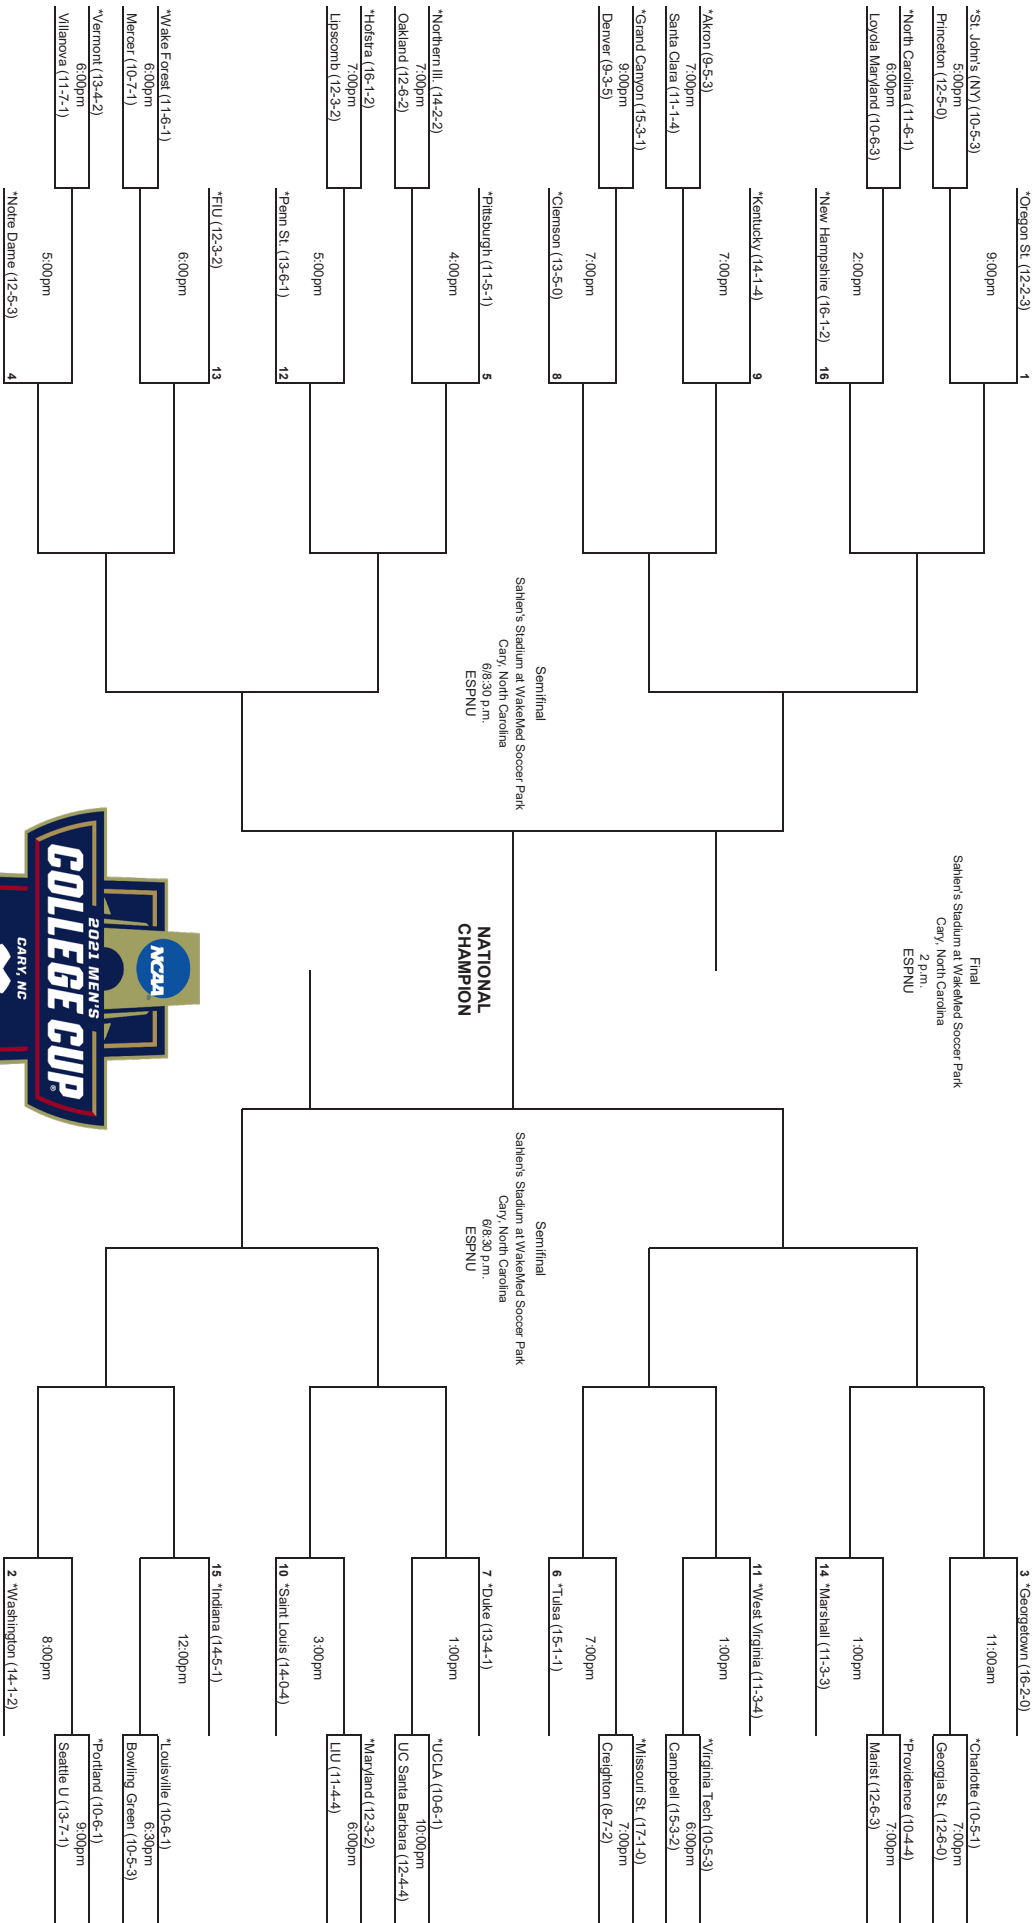 *Oregon St. (12-2-3)
1
9:00pm
*St. John's (NY) (10-5-3)
5:00pm
Princeton (12-5-0)
*North Carolina (11-6-1)
6:00pm
Loyola Maryland (10-6-3)
2:00pm
*New Hampshire (16-1-2)
16
*Kentucky (14-1-4)
9
7:00pm
*Akron (9-5-3)
7:00pm
Santa Clara (11-1-4)
*Grand Canyon (15-3-1)
9:00pm
Denver (9-3-5)
7:00pm
*Clemson (13-5-0)
8
*Pittsburgh (11-5-1)
5
4:00pm
*Northern Ill. (14-2-2)
7:00pm
Oakland (12-6-2)
*Hofstra (16-1-2)
7:00pm
Lipscomb (12-3-2)
5:00pm
*Penn St. (13-6-1)
12
*FIU (12-3-2)
13
6:00pm
*Wake Forest (11-6-1)
6:00pm
Mercer (10-7-1)
*Vermont (13-4-2)
6:00pm
Villanova (11-7-1)
5:00pm
*Notre Dame (12-5-3)
4
Semifinal
Sahlen's Stadium at WakeMed Soccer Park
Cary, North Carolina
6/8:30 p.m.
ESPNU
Final
Sahlen's Stadium at WakeMed Soccer Park
Cary, North Carolina
2 p.m.
ESPNU
NATIONAL
CHAMPION
NCAA
2021 MEN'S
COLLEGE CUP®
CARY, NC
Semifinal
Sahlen's Stadium at WakeMed Soccer Park
Cary, North Carolina
6/8:30 p.m.
ESPNU
3 *Georgetown (16-2-0)
11:00am
*Charlotte (10-5-1)
7:00pm
Georgia St. (12-6-0)
*Providence (10-4-4)
7:00pm
Marist (12-6-3)
1:00pm
14 *Marshall (11-3-3)
11 *West Virginia (11-3-4)
1:00pm
*Virginia Tech (10-5-3)
6:00pm
Campbell (15-3-2)
*Missouri St. (17-1-0)
7:00pm
Creighton (8-7-2)
7:00pm
6 *Tulsa (15-1-1)
7 *Duke (13-4-1)
1:00pm
*UCLA (10-6-1)
10:00pm
UC Santa Barbara (12-4-4)
*Maryland (12-3-2)
6:00pm
LIU (11-4-4)
3:00pm
10 *Saint Louis (14-0-4)
15 *Indiana (14-5-1)
12:00pm
*Louisville (10-6-1)
6:30pm
Bowling Green (10-5-3)
*Portland (10-6-1)
9:00pm
Seattle U (13-7-1)
8:00pm
2 *Washington (14-1-2)